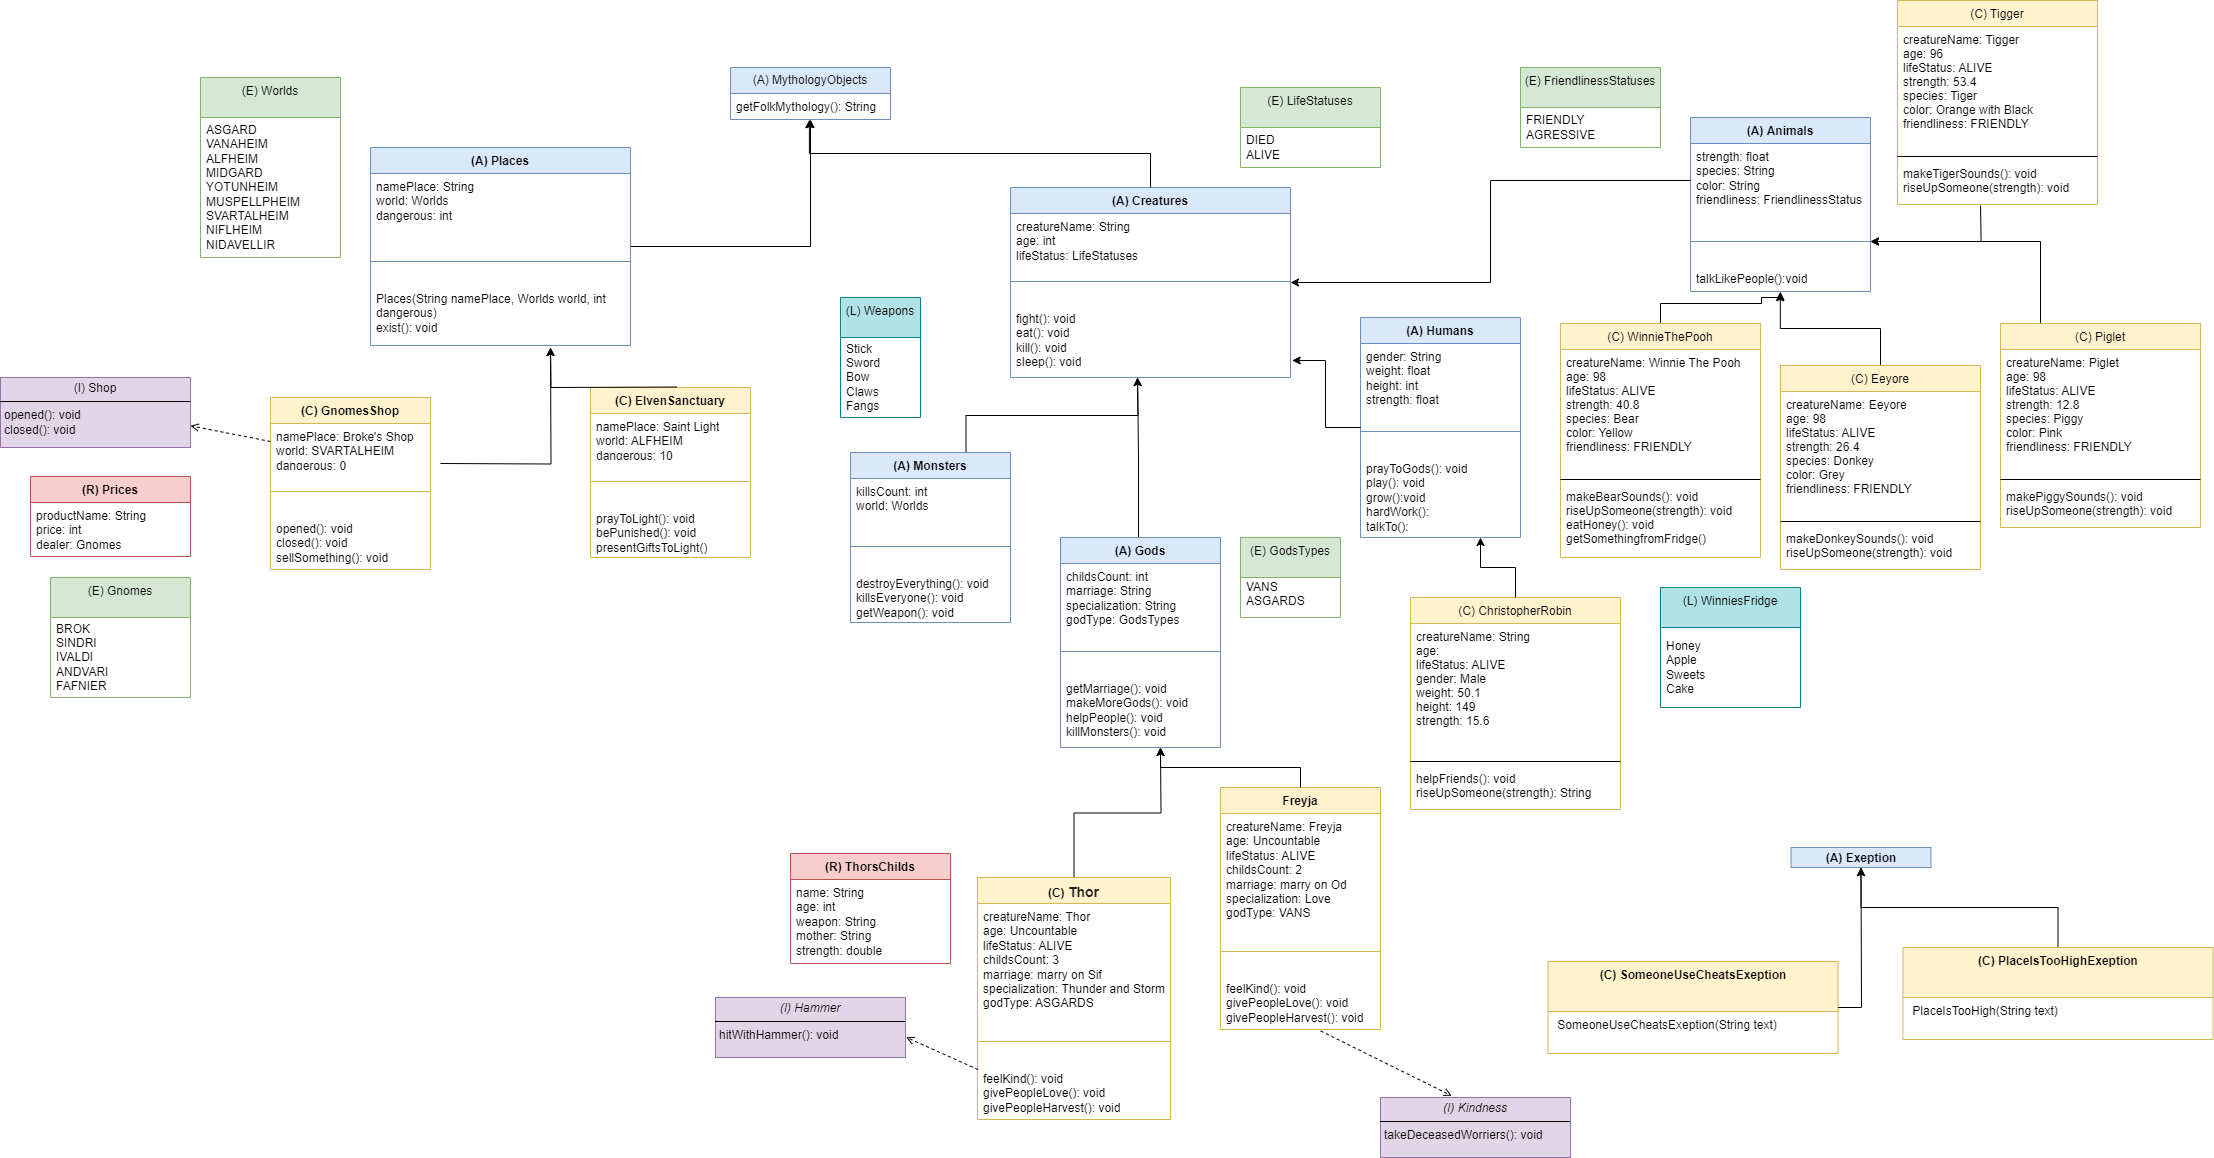 (E) Worlds
ASGARD
VANAHEIM
ALFHEIM
MIDGARD
YOTUNHEIM
MUSPELLPHEIM
SVARTALHEIM
NIFLHEIM
NIDAVELLIR
(A) MythologyObjects
getFolkMythology(): String
(A) Places
namePlace: String
world: Worlds
dangerous: int
Places(String namePlace, Worlds world, int
dangerous)
exist(): void
(E) LifeStatuses
DIED
ALIVE
(E) FriendlinessStatuses
FRIENDLY
AGRESSIVE
(A) Creatures
creatureName: String
age: int
lifeStatus: LifeStatuses
fight(): void
eat(): void
kill(): void
sleep(): void
(A) Animals
strength: float
species: String
color: String
friendliness: FriendlinessStatus
talkLikePeople():void
(C) Tigger
creatureName: Tigger
age: 96
lifeStatus: ALIVE
strength: 53.4
species: Tiger
color: Orange with Black
friendliness: FRIENDLY
makeTigerSounds(): void
riseUpSomeone(strength): void
(L) Weapons
Stick
Sword
Bow
Claws
Fangs
(A) Humans
gender: String
weight: float
height: int
strength: float
prayToGods(): void
play(): void
grow():void
hardWork():
talkTo():
(C) WinnieThePooh
creatureName: Winnie The Pooh
age: 98
lifeStatus: ALIVE
strength: 40.8
species: Bear
color: Yellow
friendliness: FRIENDLY
makeBearSounds(): void
riseUpSomeone(strength): void
eatHoney(): void
getSomethingfromFridge()
(C) Eeyore
creatureName: Eeyore
age: 98
lifeStatus: ALIVE
strength: 26.4
species: Donkey
color: Grey
friendliness: FRIENDLY
makeDonkeySounds(): void
riseUpSomeone(strength): void
(C) Piglet
creatureName: Piglet
age: 98
lifeStatus: ALIVE
strength: 12.8
species: Piggy
color: Pink
friendliness: FRIENDLY
makePiggySounds(): void
riseUpSomeone(strength): void
(I) Shop
opened(): void
closed(): void
(C) GnomesShop
namePlace: Broke's Shop
world: SVARTALHEIM
dangerous: 0
opened(): void
closed(): void
sellSomething(): void
(C) ElvenSanctuary
namePlace: Saint Light
world: ALFHEIM
dangerous: 10
prayToLight(): void
bePunished(): void
presentGiftsToLight()
(R) Prices
productName: String
price: int
dealer: Gnomes
(E) Gnomes
BROK
SINDRI
IVALDI
ANDVARI
FAFNIER
(A) Monsters
killsCount: int
world: Worlds
destroyEverything(): void
killsEveryone(): void
getWeapon(): void
(A) Gods
childsCount: int
marriage: String
specialization: String
godType: GodsTypes
getMarriage(): void
makeMoreGods(): void
helpPeople(): void
killMonsters(): void
(E) GodsTypes
VANS
ASGARDS
(C) ChristopherRobin
creatureName: String
age:
lifeStatus: ALIVE
gender: Male
weight: 50.1
height: 149
strength: 15.6
helpFriends(): void
riseUpSomeone(strength): String
(L) WinniesFridge
Honey
Apple
Sweets
Cake
Freyja
creatureName: Freyja
age: Uncountable
lifeStatus: ALIVE
childsCount: 2
marriage: marry on Od
specialization: Love
godType: VANS
feelKind(): void
givePeopleLove(): void
givePeopleHarvest(): void
(R) ThorsChilds
name: String
age: int
weapon: String
mother: String
strength: double
(C) Thor
creatureName: Thor
age: Uncountable
lifeStatus: ALIVE
childsCount: 3
marriage: marry on Sif
specialization: Thunder and Storm
godType: ASGARDS
feelKind(): void
givePeopleLove(): void
givePeopleHarvest(): void
(I) Hammer
hitWithHammer(): void
(I) Kindness
takeDeceasedWorriers(): void
(A) Exeption
(C) SomeoneUseCheatsExeption
SomeoneUseCheatsExeption(String text)
(C) PlaceIsTooHighExeption
PlaceIsTooHigh(String text)